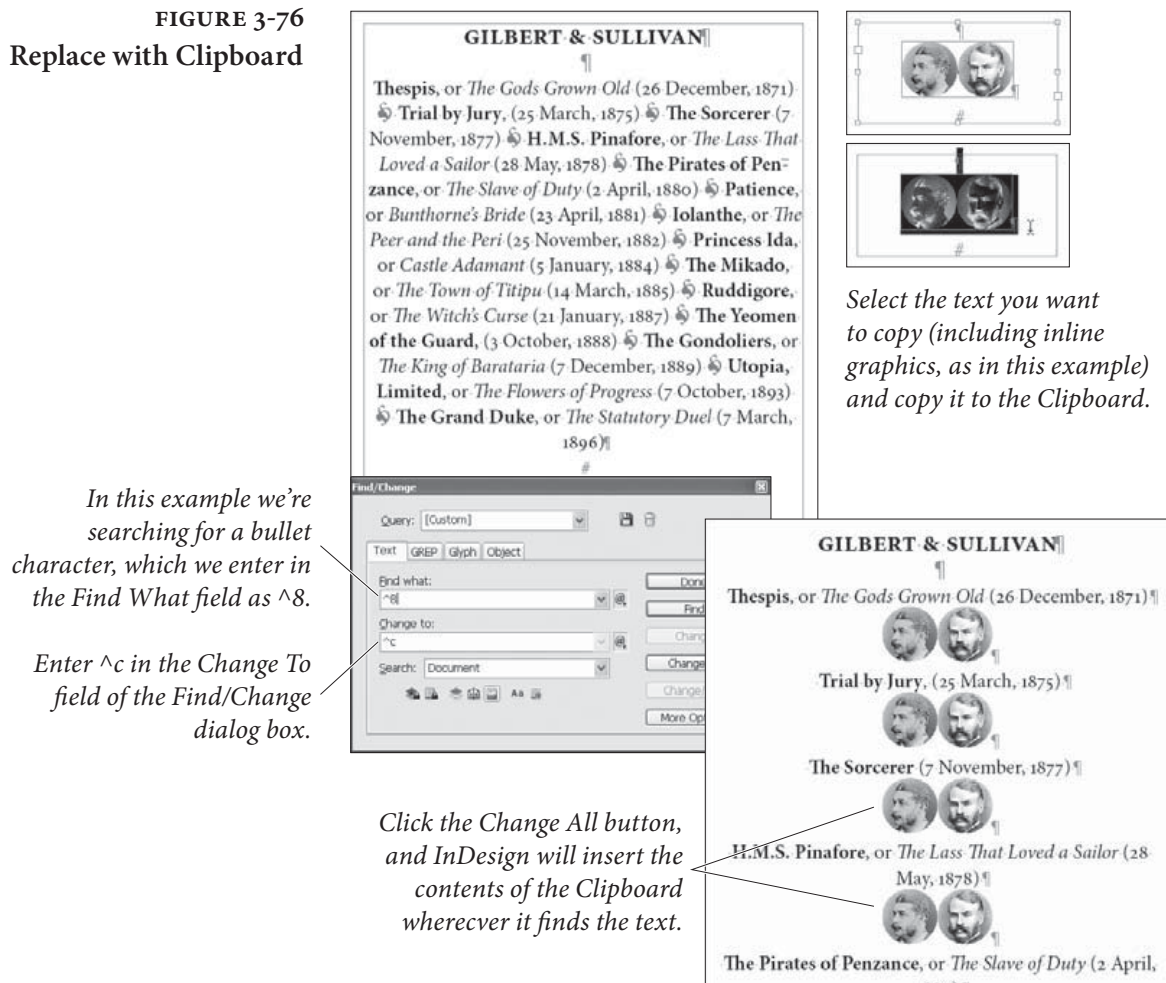 FIGURE 3-76
Replace with Clipboard
GILBERT & SULLIVAN¶
¶
Thespis, or The Gods Grown Old (26 December, 1871)
Trial by Jury, (25 March, 1875) The Sorcerer (7
November, 1877) H.M.S. Pinafore, or The Lass That
Loved a Sailor (28 May, 1878) The Pirates of Pen-
zance, or The Slave of Duty (2 April, 1880) Patience,
or Bunthorne's Bride (23 April, 1881) Iolanthe, or The
Peer and the Peri (25 November, 1882) Princess Ida,
or Castle Adamant (5 January, 1884) The Mikado,
or The Town of Titipu (14 March, 1885) Ruddigore,
or The Witch's Curse (21 January, 1887) The Yeomen
of the Guard, (3 October, 1888) The Gondoliers, or
The King of Barataria (7 December, 1889) Utopia,
Limited, or The Flowers of Progress (7 October, 1893)
The Grand Duke, or The Statutory Duel (7 March,
1896)¶
#
¶
¶
#
#
Select the text you want
to copy (including inline
graphics, as in this example)
and copy it to the Clipboard.
In this example we're
searching for a bullet
character, which we enter in
the Find What field as ^8.
Enter ^c in the Change To
field of the Find/Change
dialog box.
Find/Change
Query: [Custom]
Text GREP Glyph Object
Find what:
^8
Change to:
^c
Search: Document
Aa
Done
Find
Change
Change
Change
More Op
Click the Change All button,
and InDesign will insert the
contents of the Clipboard
wherecver it finds the text.
GILBERT & SULLIVAN¶
¶
Thespis, or The Gods Grown Old (26 December, 1871)¶
¶
Trial by Jury, (25 March, 1875)¶
¶
The Sorcerer (7 November, 1877)¶
¶
H.M.S. Pinafore, or The Lass That Loved a Sailor (28
May, 1878)¶
¶
The Pirates of Penzance, or The Slave of Duty (2 April,